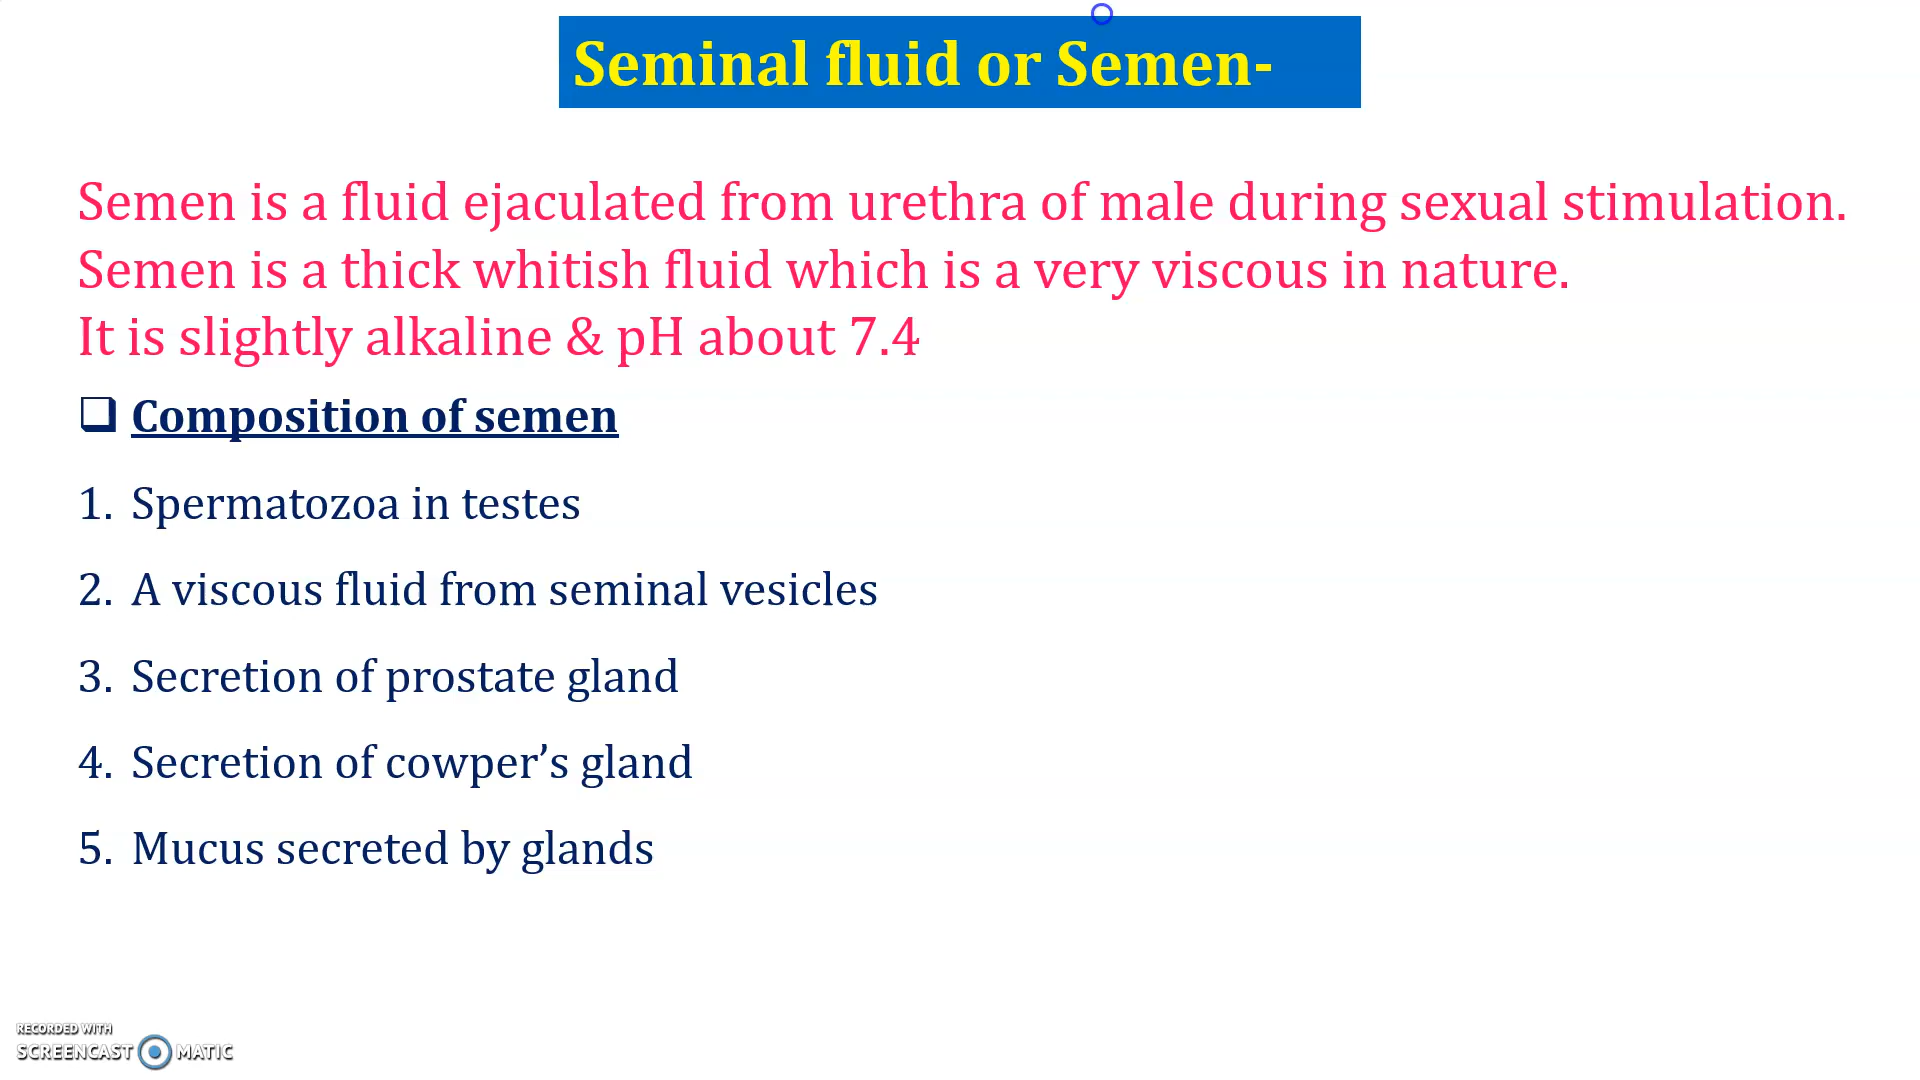 Seminal fluid or Semen-
Semen is a fluid ejaculated from urethra of male during sexual stimulation.
Semen is a thick whitish fluid which is a very viscous in nature.
It is slightly alkaline & pH about 7.4
Composition of semen
1. Spermatozoa in testes
2. A viscous fluid from seminal vesicles
3. Secretion of prostate gland
4. Secretion of cowper’s gland
5. Mucus secreted by glands
RECORDED WITH
SCREENCAST MATIC